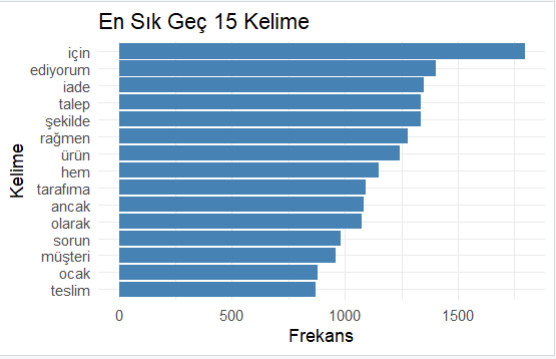 En Sık Geç 15 Kelime
için
ediyorum
iade
talep
şekilde
rağmen
ürün
hem
tarafıma
ancak
olarak
sorun
müşteri
ocak
teslim
Kelime
0 500 1000 1500
Frekans